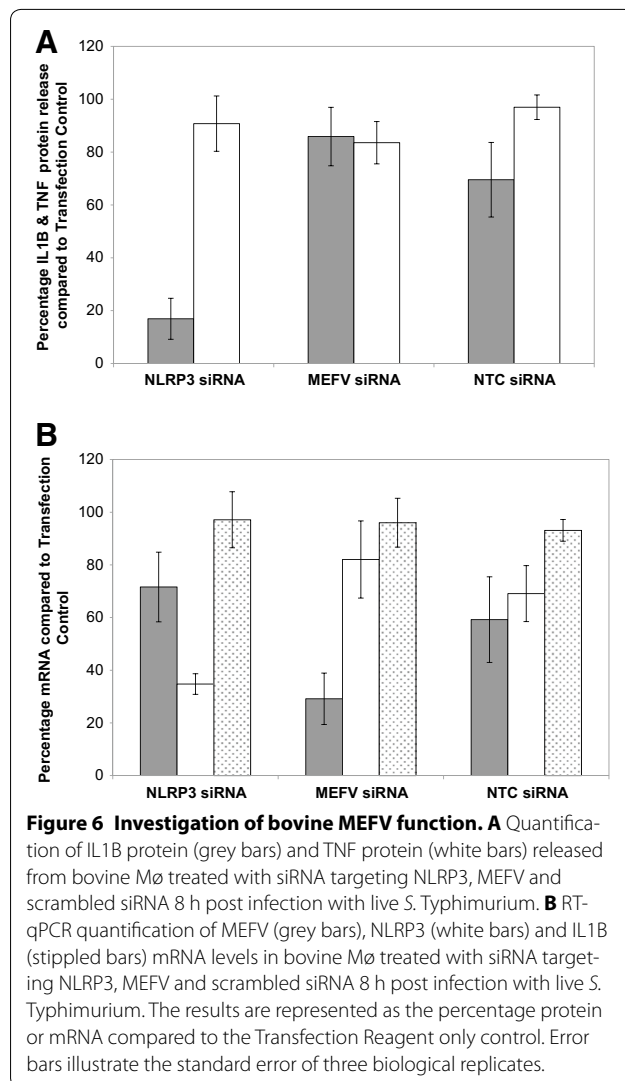 A
Percentage IL1B & TNF protein release
compared to Transfection Control
120
100
80
60
40
20
0
NLRP3 siRNA MEFV siRNA NTC siRNA
B
Percentage mRNA compared to Transfection
Control
120
100
80
60
40
20
0
NLRP3 siRNA MEFV siRNA NTC siRNA
Figure 6 Investigation of bovine MEFV function. A Quantifica-
tion of IL1B protein (grey bars) and TNF protein (white bars) released
from bovine Mø treated with siRNA targeting NLRP3, MEFV and
scrambled siRNA 8 h post infection with live S. Typhimurium. B RT-
qPCR quantification of MEFV (grey bars), NLRP3 (white bars) and IL1B
(stippled bars) mRNA levels in bovine Mø treated with siRNA target-
ing NLRP3, MEFV and scrambled siRNA 8 h post infection with live S.
Typhimurium. The results are represented as the percentage protein
or mRNA compared to the Transfection Reagent only control. Error
bars illustrate the standard error of three biological replicates.